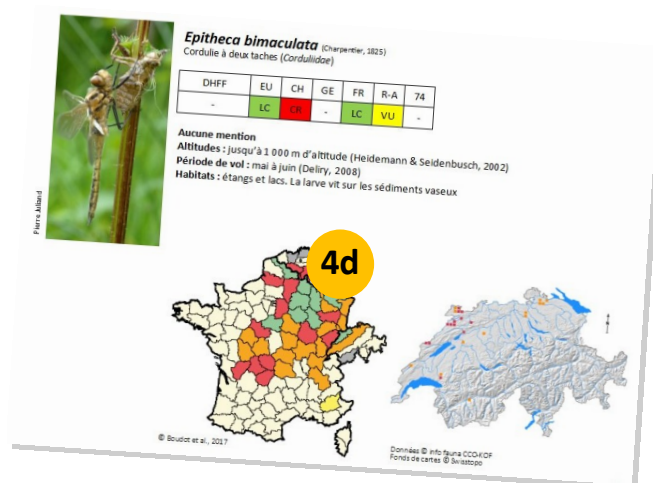 Epitheca bimaculata (Charpentier, 1825)
Cordulie à deux taches (Corduliidae)
DHFF EU CH GE FR R-A 74
- LC CR - LC VU -
Aucune mention
Altitudes : jusqu'à 1 000 m d'altitude (Heidemann & Seidenbusch, 2002)
Période de vol : mai à juin (Deliry, 2008)
Habitats : étangs et lacs. La larve vit sur les sédiments vaseux
Pierre Juliand
4d
© Boudot et al., 2017
Données © info fauna CCO-KOF
Fonds de cartes © Swisstopo